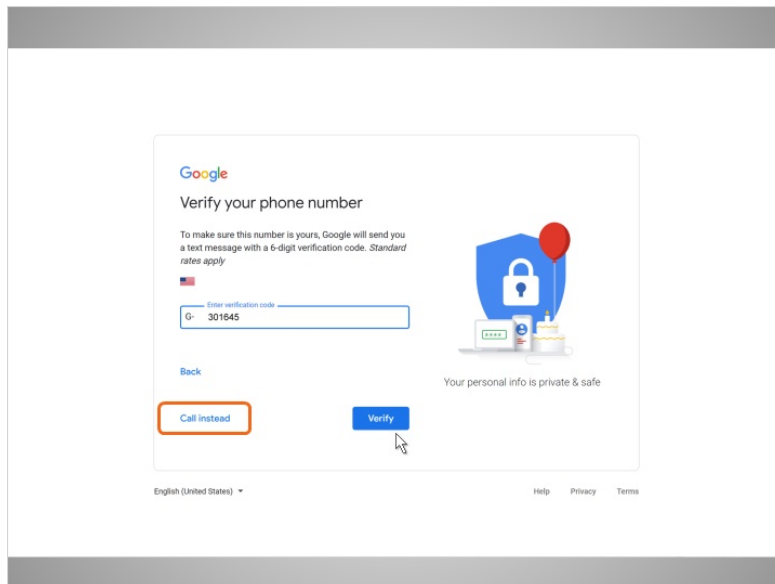 Google
Verify your phone number
To make sure this number is yours, Google will send you
a text message with a 6-digit verification code. Standard
rates apply
Enter verification code
G- 301645
Back
Call instead
Verify
****
Your personal info is private & safe
English (United States)
Help Privacy Terms